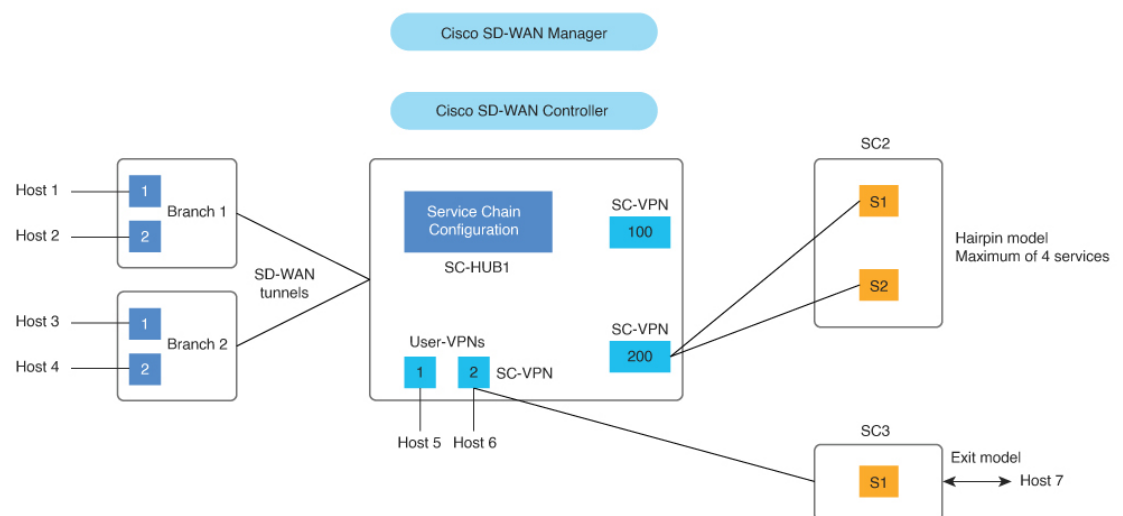 Cisco SD-WAN Manager
Cisco SD-WAN Controller
Host 1
1
Branch 1
Host 2
2
SD-WAN
tunnels
Host 3
1
Branch 2
Host 4
2
Service Chain
Configuration
SC-HUB1
SC-VPN
100
SC-VPN
200
User-VPNs
1
2
SC-VPN
Host 5
Host 6
SC2
S1
S2
Hairpin model
Maximum of 4 services
SC3
S1
Exit model
Host 7